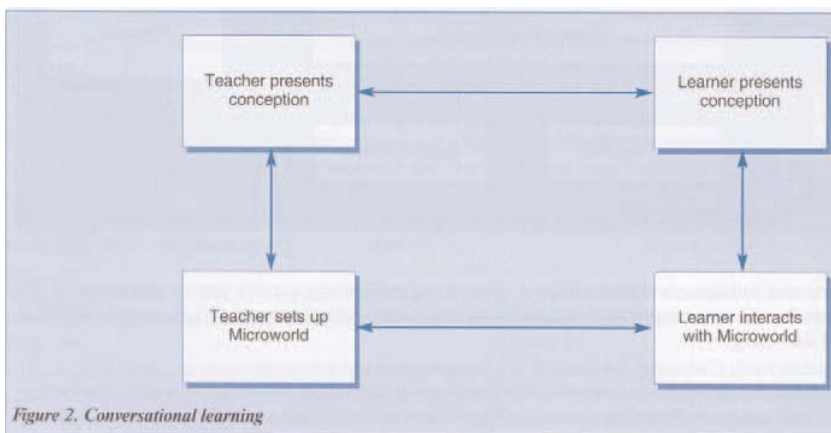 Teacher presents
conception
Learner presents
conception
Teacher sets up
Microworld
Learner interacts
with Microworld
Figure 2. Conversational learning